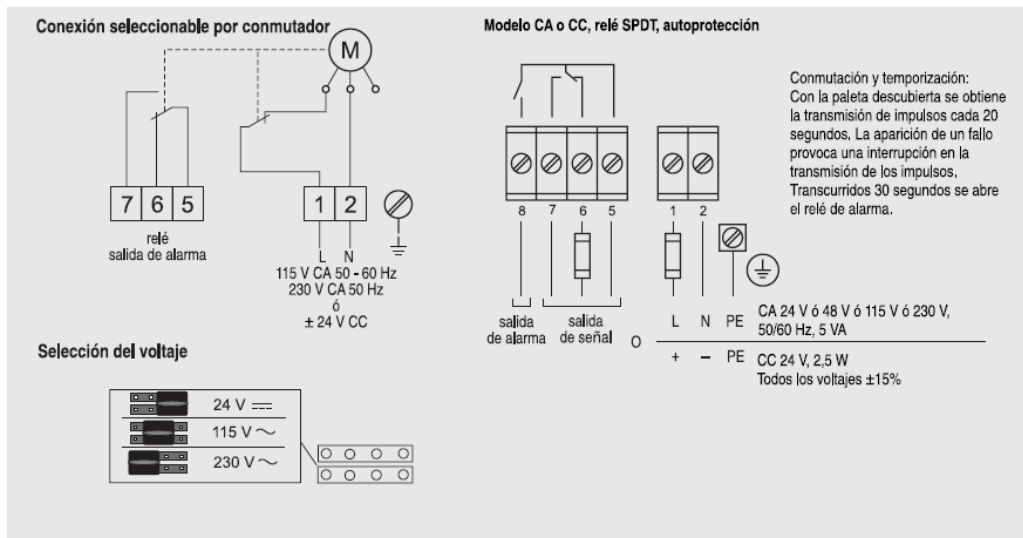 Conexión seleccionable por conmutador
M
7 6 5
relé
salida de alarma
1 2
L N
115 V CA 50 - 60 Hz
230 V CA 50 Hz
ó
± 24 V CC
Selección del voltaje
24 V
115 V ~
230 V ~
Modelo CA o CC, relé SPDT, autoprotección
8 7 6 5
1 2
salida
de alarma
salida
de señal
O
L N PE
CA 24 V ó 48 V ó 115 V ó 230 V,
50/60 Hz, 5 VA
+ – PE
CC 24 V, 2,5 W
Todos los voltajes ±15%
Conmutación y temporización:
Con la paleta descubierta se obtiene
la transmisión de impulsos cada 20
segundos. La aparición de un fallo
provoca una interrupción en la
transmisión de los impulsos.
Transcurridos 30 segundos se abre
el relé de alarma.